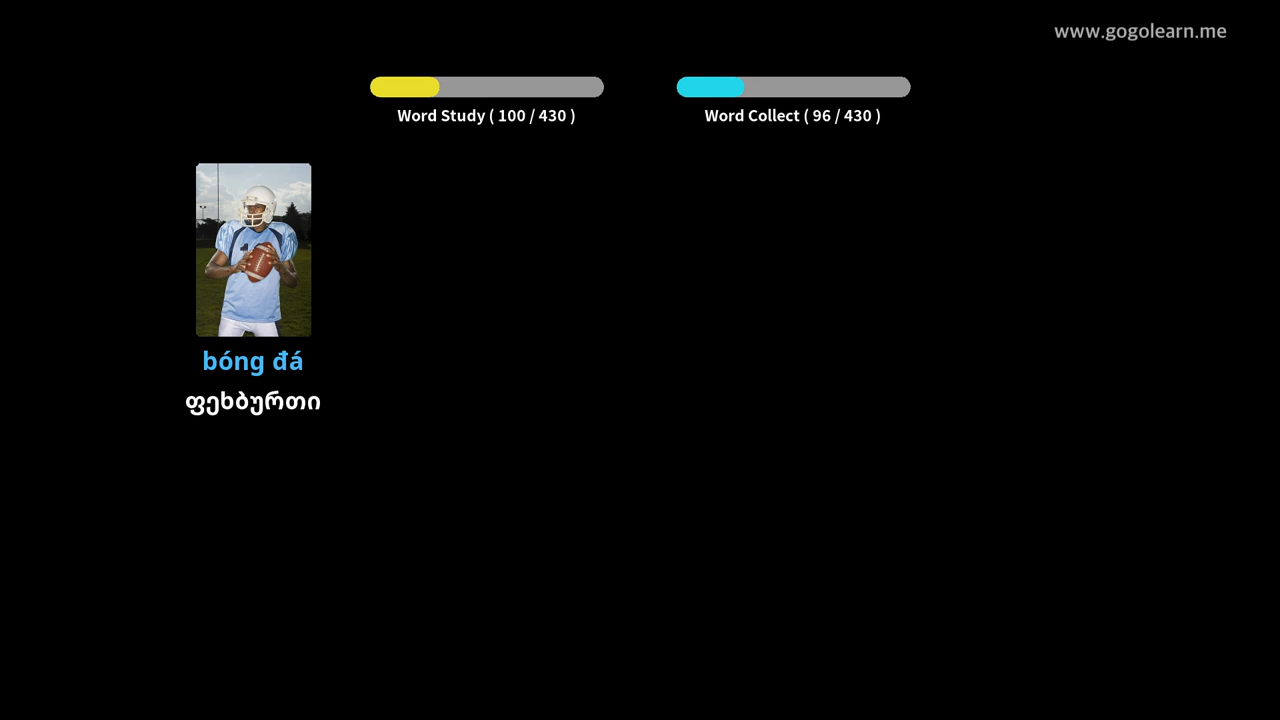 www.gogolearn.me
Word Study ( 100 / 430 )
Word Collect ( 96 / 430 )
bóng đá
ფეხბურთი